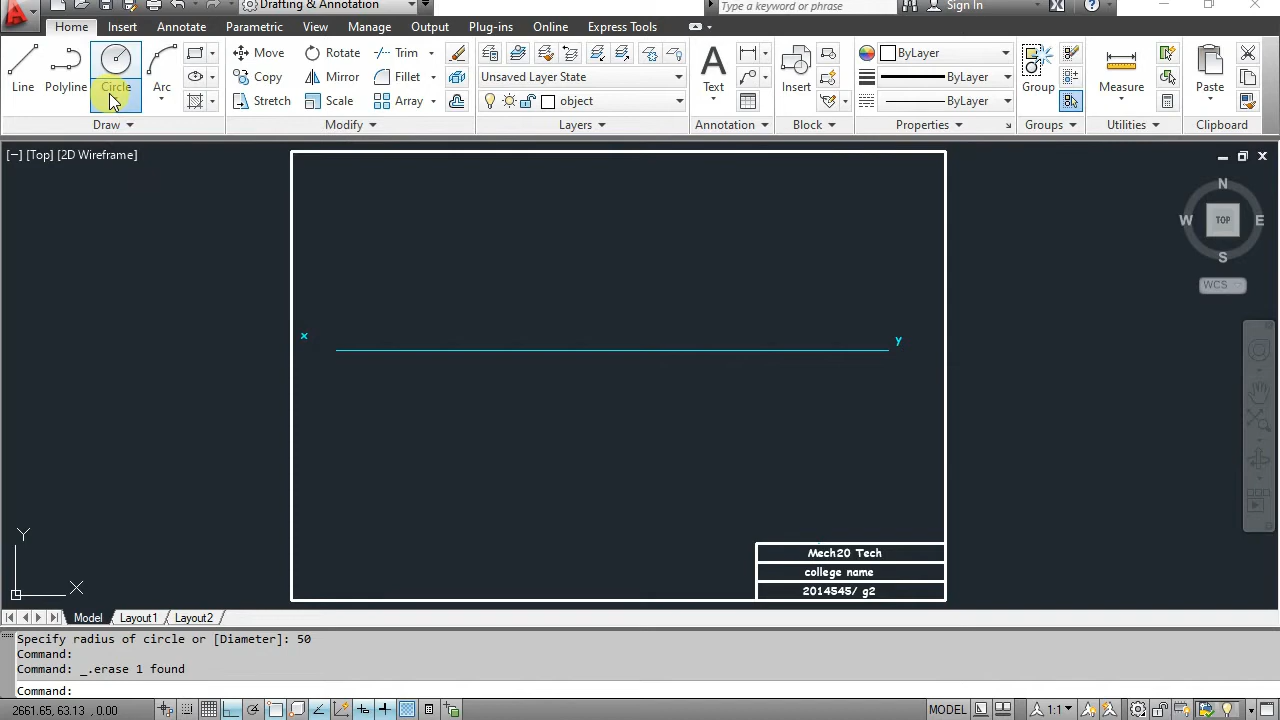 Drafting & Annotation
Type a keyword or phrase
Sign In
Home Insert Annotate Parametric View Manage Output Plug-ins Online Express Tools
Line Polyline Circle Arc
Move Rotate Trim
Copy Mirror Fillet
Stretch Scale Array
Unsaved Layer State
object
Text
Insert
ByLayer
ByLayer
ByLayer
Group
Measure
Paste
Draw Modify Layers Annotation Block Properties Groups Utilities Clipboard
[−] [Top] [2D Wireframe]
N
W TOP E
S
WCS
x
y
Mech20 Tech
college name
2014545/ g2
Y
X
Model Layout1 Layout2
Specify radius of circle or [Diameter]: 50
Command:
Command: _.erase 1 found
Command:
2661.65, 63.13 , 0.00
MODEL
1:1